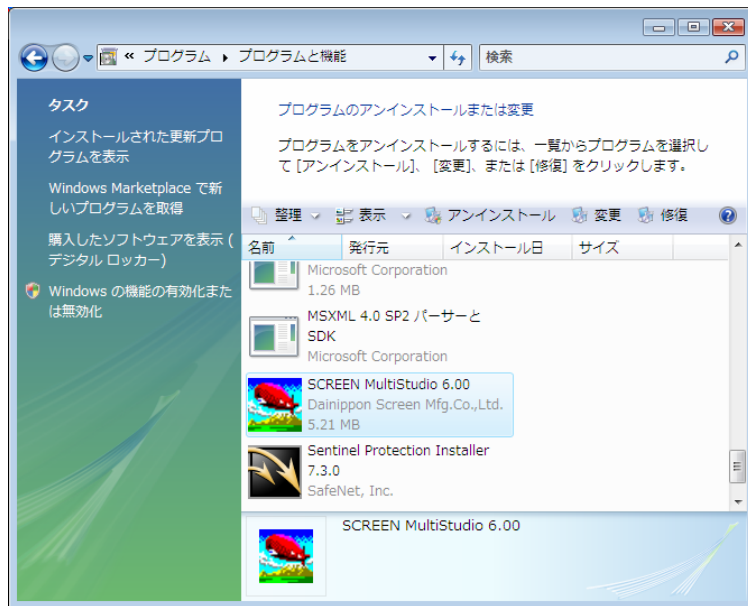 « プログラム ▸ プログラムと機能
検索
タスク
インストールされた更新プロ
グラムを表示
Windows Marketplace で新
しいプログラムを取得
購入したソフトウェアを表示 (
デジタル ロッカー)
Windows の機能の有効化また
は無効化
プログラムのアンインストールまたは変更
プログラムをアンインストールするには、一覧からプログラムを選択し
て [アンインストール]、 [変更]、または [修復] をクリックします。
整理 表示 アンインストール 変更 修復
名前 発行元 インストール日 サイズ
Microsoft Corporation
1.26 MB
MSXML 4.0 SP2 パーサーと
SDK
Microsoft Corporation
SCREEN MultiStudio 6.00
Dainippon Screen Mfg.Co.,Ltd.
5.21 MB
Sentinel Protection Installer
7.3.0
SafeNet, Inc.
SCREEN MultiStudio 6.00